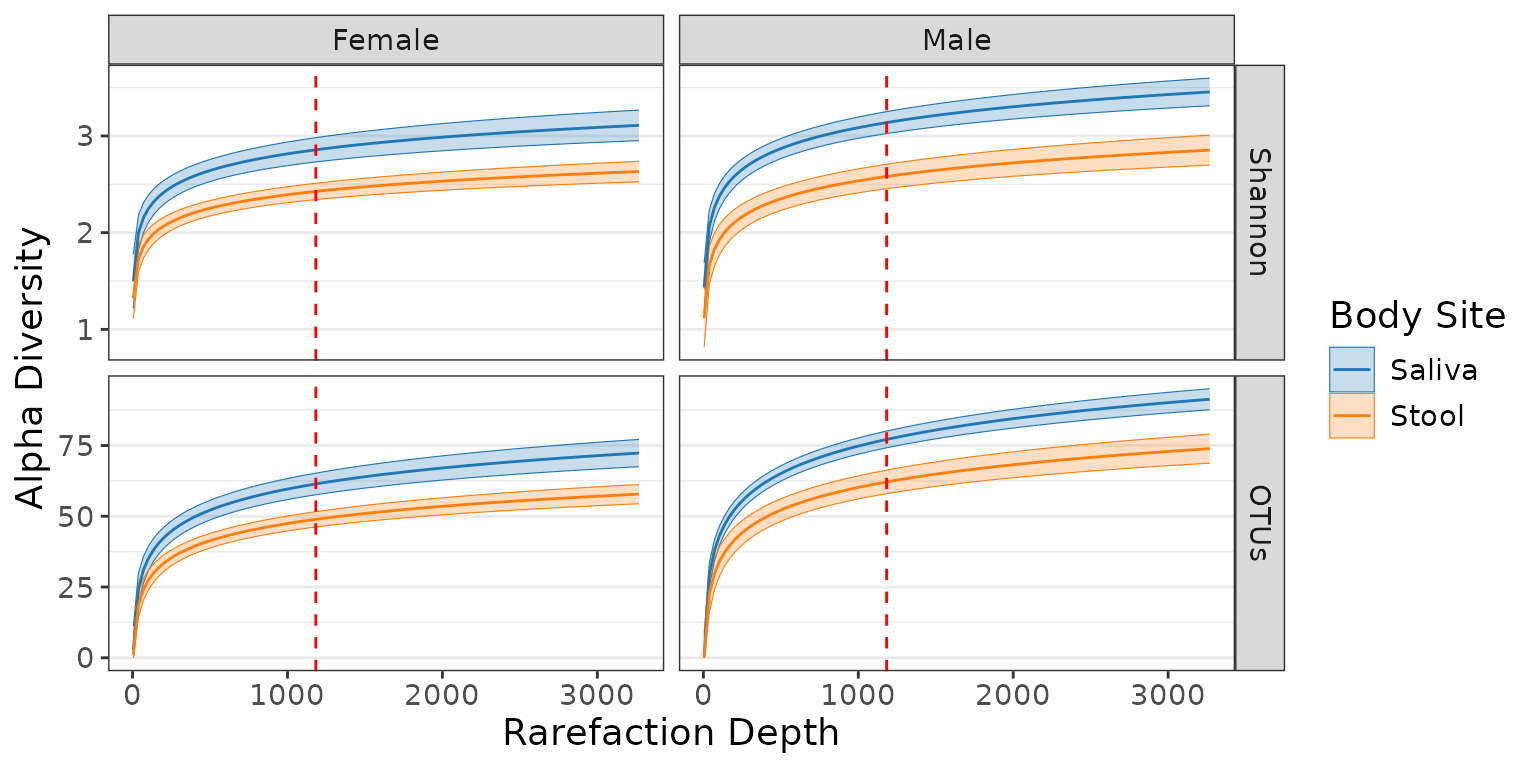 Female
Male
3
2
1
Shannon
75
50
25
0
OTUs
0
1000
2000
3000
0
1000
2000
3000
Rarefaction Depth
Alpha Diversity
Body Site
Saliva
Stool